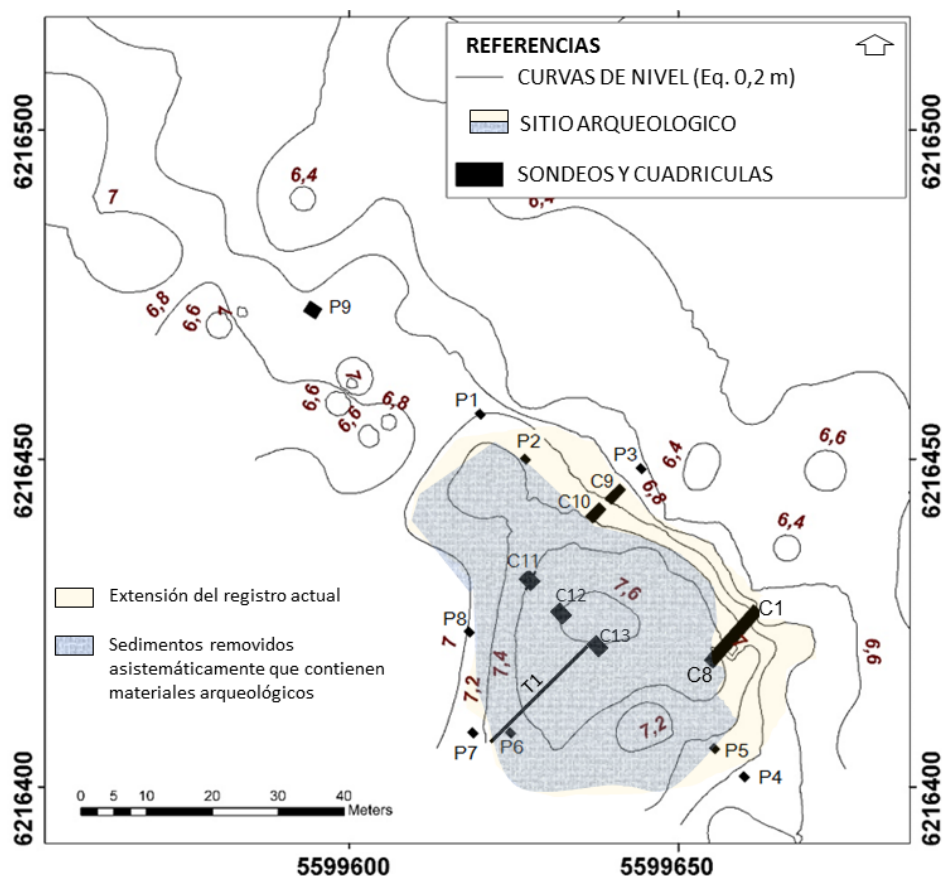 REFERENCIAS
CURVAS DE NIVEL (Eq. 0,2 m)
SITIO ARQUEOLOGICO
SONDEOS Y CUADRICULAS
6216500
6216500
6,4
6,4
7
6,8
6,6
7
P9
7
6,6
6,6
6,8
P1
P2
P3
6,4
6,6
6216450
6216450
C9
6,8
C10
6,4
C11
7,6
Extensión del registro actual
C12
C1
P8
C13
7
7
6,6
Sedimentos removidos
asistemáticamente que contienen
materiales arqueológicos
7,4
C8
T1
7,2
7,2
P7
P6
P5
P4
6216400
6216400
0 5 10 20 30 40
Meters
5599600
5599650